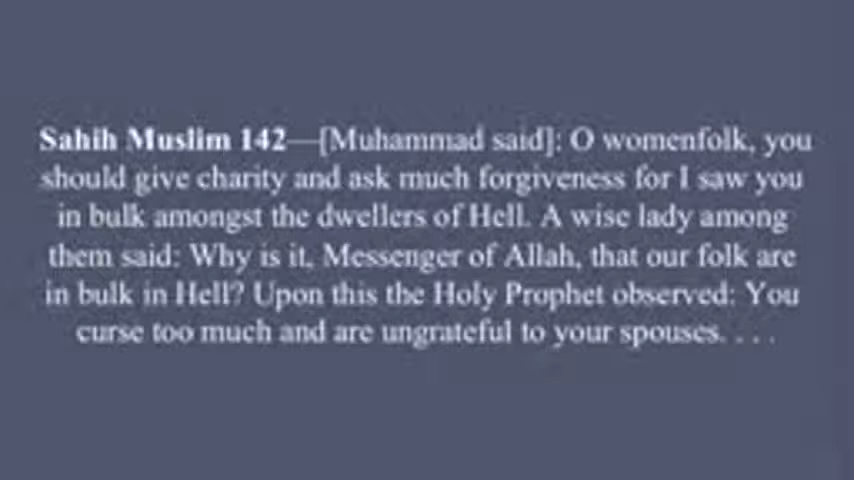 Sahih Muslim 142—[Muhammad said]: O womenfolk, you
should give charity and ask much forgiveness for I saw you
in bulk amongst the dwellers of Hell. A wise lady among
them said: Why is it, Messenger of Allah, that our folk are
in bulk in Hell? Upon this the Holy Prophet observed: You
curse too much and are ungrateful to your spouses. . . .